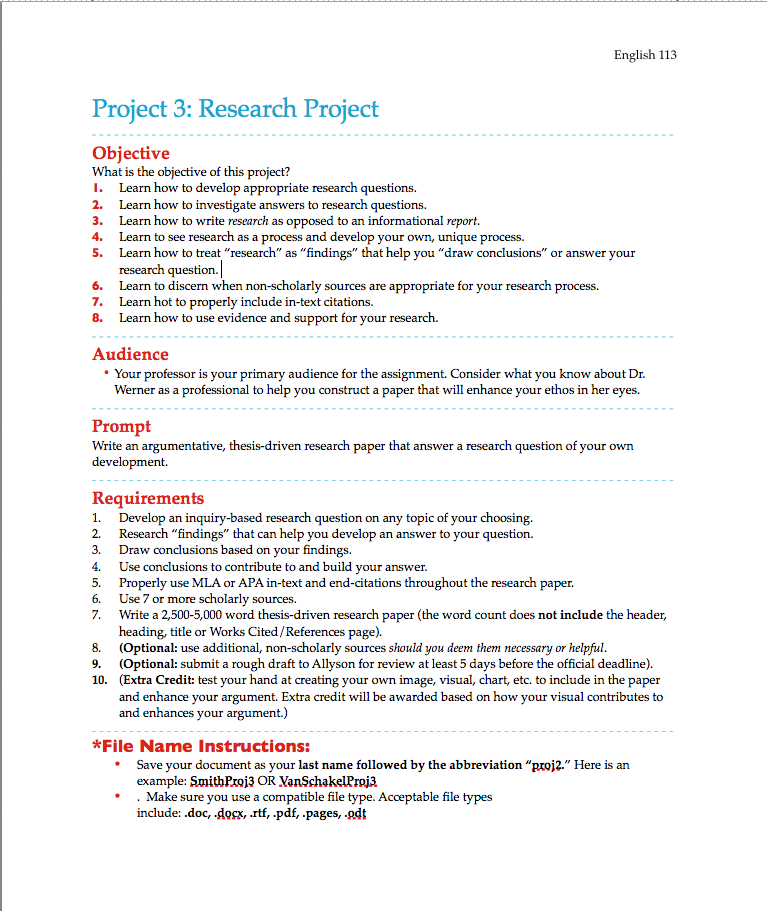 English 113
Project 3: Research Project
Objective
What is the objective of this project?
1. Learn how to develop appropriate research questions.
2. Learn how to investigate answers to research questions.
3. Learn how to write research as opposed to an informational report.
4. Learn to see research as a process and develop your own, unique process.
5. Learn how to treat “research” as “findings” that help you “draw conclusions” or answer your
research question.
6. Learn to discern when non-scholarly sources are appropriate for your research process.
7. Learn hot to properly include in-text citations.
8. Learn how to use evidence and support for your research.
Audience
• Your professor is your primary audience for the assignment. Consider what you know about Dr.
Werner as a professional to help you construct a paper that will enhance your ethos in her eyes.
Prompt
Write an argumentative, thesis-driven research paper that answer a research question of your own
development.
Requirements
1. Develop an inquiry-based research question on any topic of your choosing.
2. Research “findings” that can help you develop an answer to your question.
3. Draw conclusions based on your findings.
4. Use conclusions to contribute to and build your answer.
5. Properly use MLA or APA in-text and end-citations throughout the research paper.
6. Use 7 or more scholarly sources.
7. Write a 2,500-5,000 word thesis-driven research paper (the word count does not include the header,
heading, title or Works Cited/References page).
8. (Optional: use additional, non-scholarly sources should you deem them necessary or helpful.
9. (Optional: submit a rough draft to Allyson for review at least 5 days before the official deadline).
10. (Extra Credit: test your hand at creating your own image, visual, chart, etc. to include in the paper
and enhance your argument. Extra credit will be awarded based on how your visual contributes to
and enhances your argument.)
*File Name Instructions:
• Save your document as your last name followed by the abbreviation “proj2.” Here is an
example: SmithProj3 OR VanSchakelProj3
• . Make sure you use a compatible file type. Acceptable file types
include: .doc, .docx, .rtf, .pdf, .pages, .odt